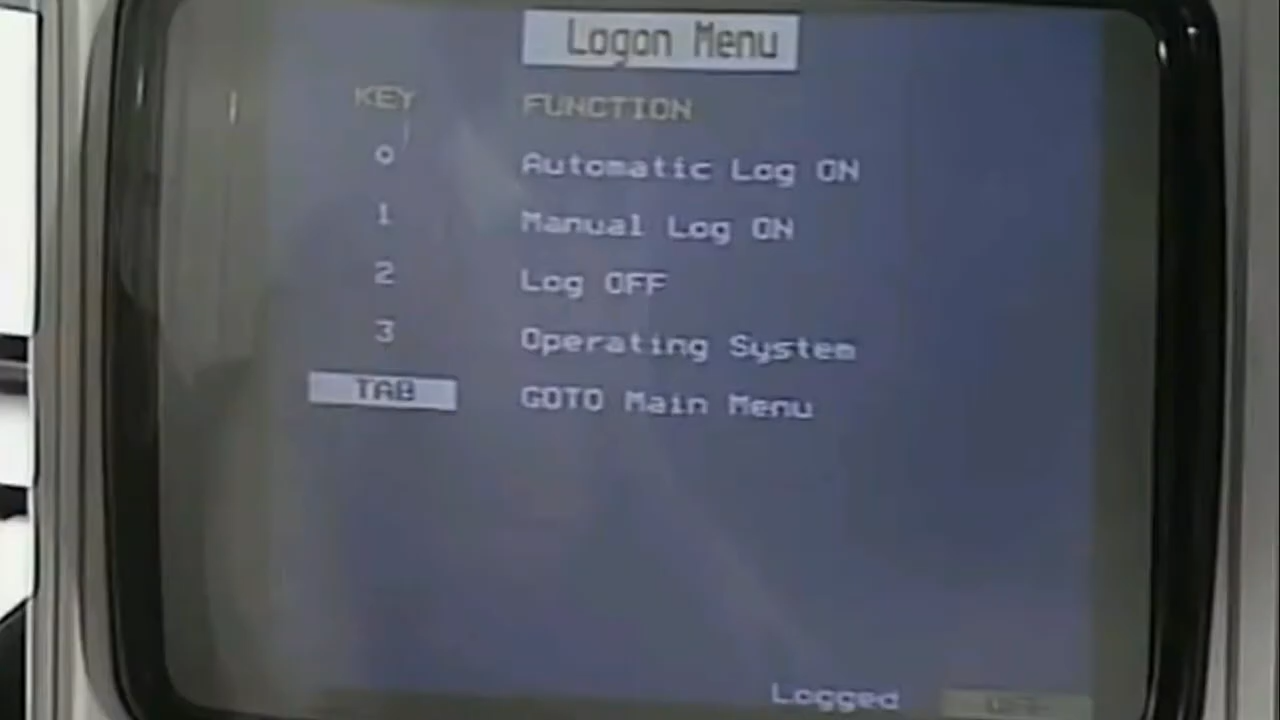 Logon Menu
KEY FUNCTION
0 Automatic Log ON
1 Manual Log ON
2 Log OFF
3 Operating System
TAB GOTO Main Menu
Logged